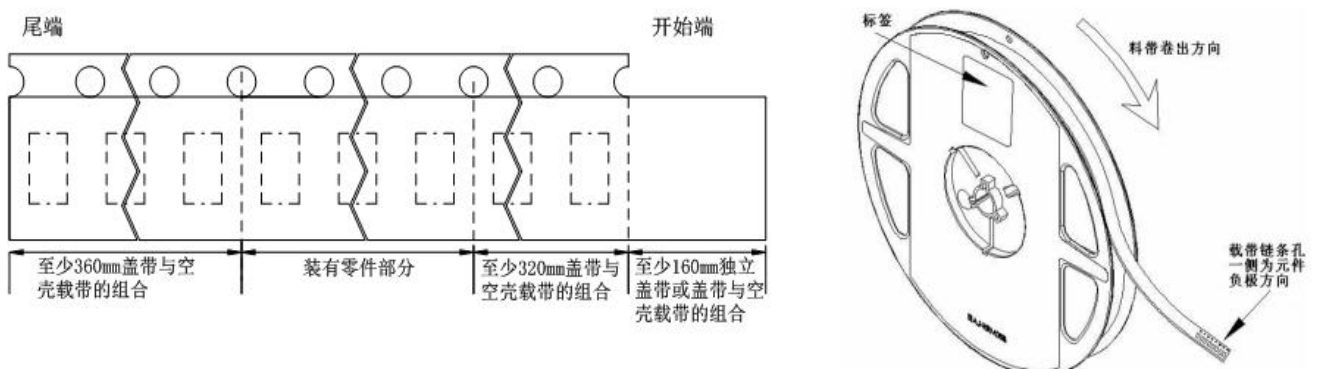 尾端
开始端
至少360mm盖带与空
壳载带的组合
装有零件部分
至少320mm盖带与
空壳载带的组合
至少160mm独立
盖带或盖带与空
壳载带的组合
标签
料带卷出方向
载带链条孔
一侧为元件
负极方向